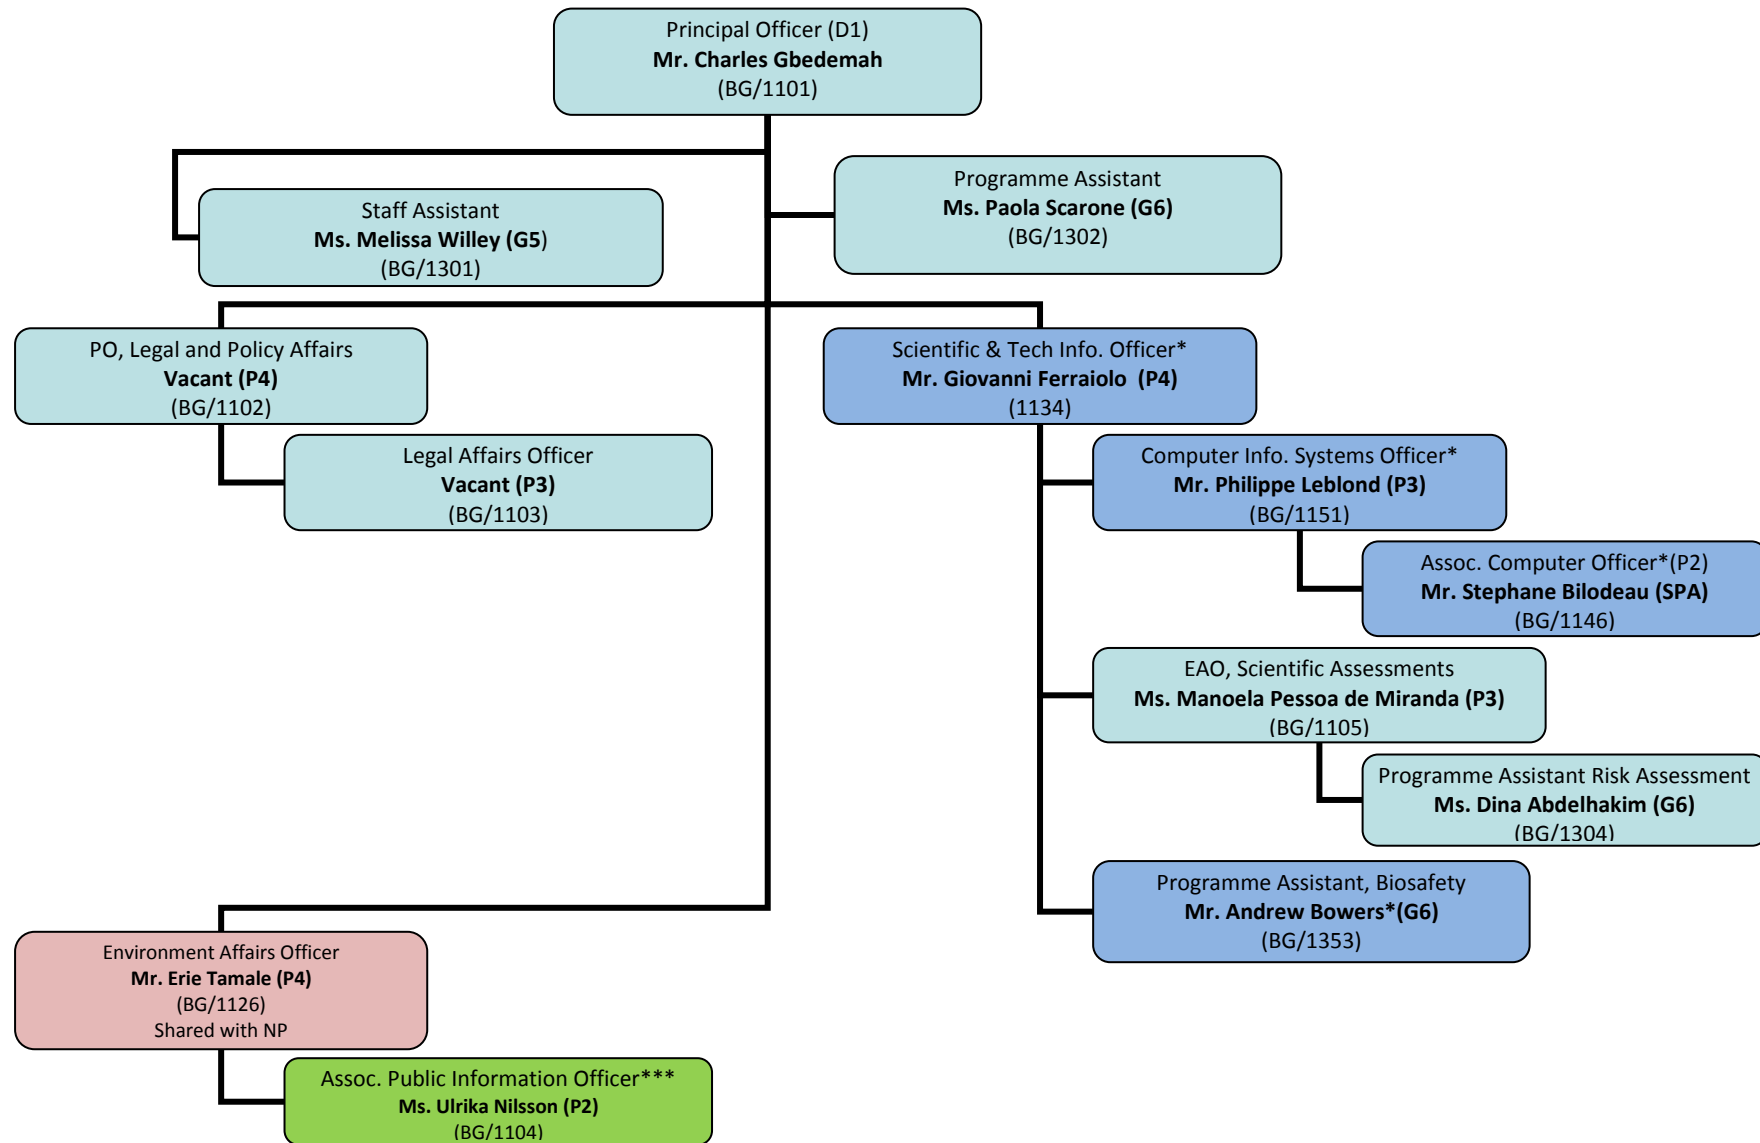 Principal Officer (D1)
Mr. Charles Gbedemah
(BG/1101)
Staff Assistant
Ms. Melissa Willey (G5)
(BG/1301)
Programme Assistant
Ms. Paola Scarone (G6)
(BG/1302)
PO, Legal and Policy Affairs
Vacant (P4)
(BG/1102)
Legal Affairs Officer
Vacant (P3)
(BG/1103)
Scientific & Tech Info. Officer*
Mr. Giovanni Ferraiolo (P4)
(1134)
Computer Info. Systems Officer*
Mr. Philippe Leblond (P3)
(BG/1151)
Assoc. Computer Officer*(P2)
Mr. Stephane Bilodeau (SPA)
(BG/1146)
EAO, Scientific Assessments
Ms. Manoela Pessoa de Miranda (P3)
(BG/1105)
Programme Assistant Risk Assessment
Ms. Dina Abdelhakim (G6)
(BG/1304)
Programme Assistant, Biosafety
Mr. Andrew Bowers*(G6)
(BG/1353)
Environment Affairs Officer
Mr. Erie Tamale (P4)
(BG/1126)
Shared with NP
Assoc. Public Information Officer***
Ms. Ulrika Nilsson (P2)
(BG/1104)